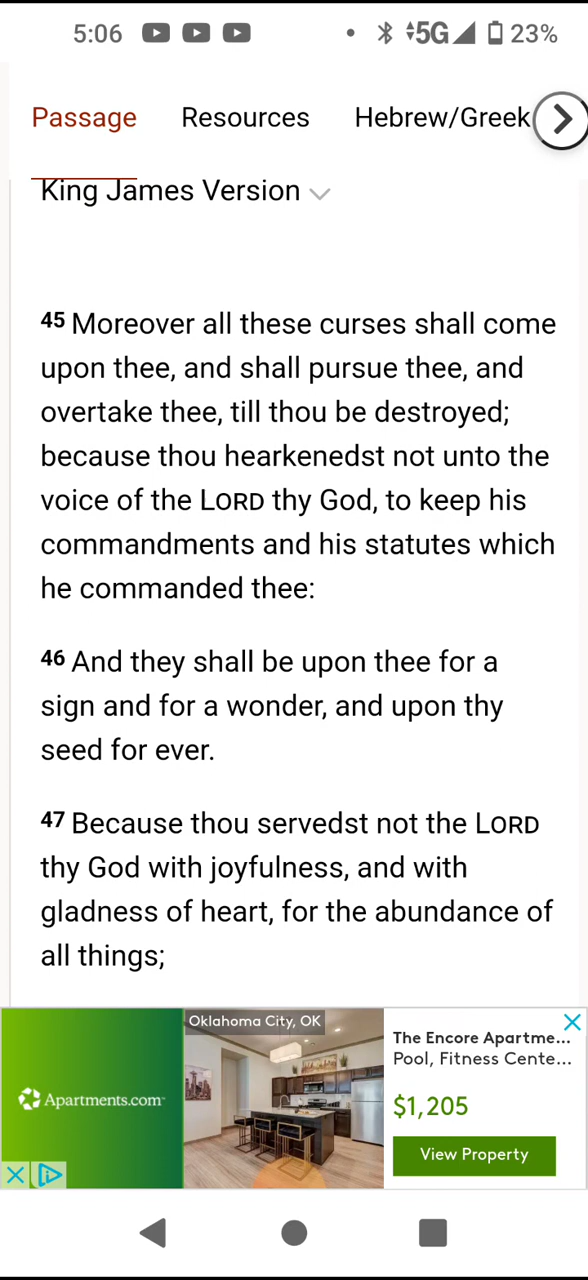 5:06
5G 23%
Passage Resources Hebrew/Greek
King James Version
45 Moreover all these curses shall come
upon thee, and shall pursue thee, and
overtake thee, till thou be destroyed;
because thou hearkenedst not unto the
voice of the LORD thy God, to keep his
commandments and his statutes which
he commanded thee:
46 And they shall be upon thee for a
sign and for a wonder, and upon thy
seed for ever.
47 Because thou servedst not the LORD
thy God with joyfulness, and with
gladness of heart, for the abundance of
all things;
Apartments.com
Oklahoma City, OK
The Encore Apartme...
Pool, Fitness Cente...
$1,205
View Property